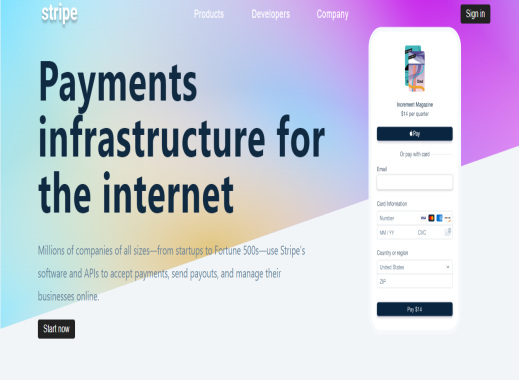 stripe
Products Developers Company
Sign in
Payments
infrastructure for
the internet
Millions of companies of all sizes—from startups to Fortune 500s—use Stripe's
software and APIs to accept payments, send payouts, and manage their
businesses online.
Start now
Increment Magazine
$14 per quarter
Pay
Or pay with card
Email
Card Information
Number VISA
MM / YY CVC
Country or region
United States
ZIP
Pay $14